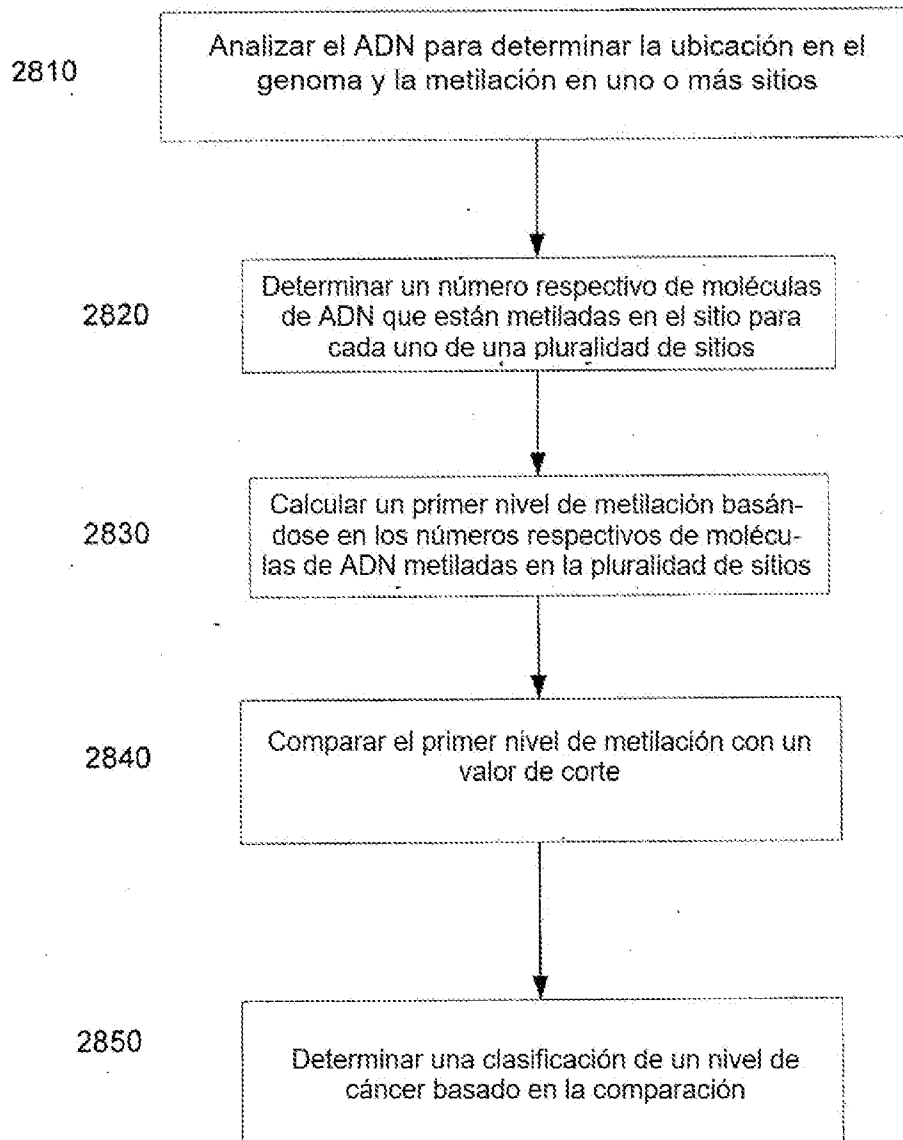 2810
Analizar el ADN para determinar la ubicación en el
genoma y la metilación en uno o más sitios
2820
Determinar un número respectivo de moléculas
de ADN que están metiladas en el sitio para
cada uno de una pluralidad de sitios
2830
Calcular un primer nivel de metilación basán-
dose en los números respectivos de molécu-
las de ADN metiladas en la pluralidad de sitios
2840
Comparar el primer nivel de metilación con un
valor de corte
2850
Determinar una clasificación de un nivel de
cáncer basado en la comparación